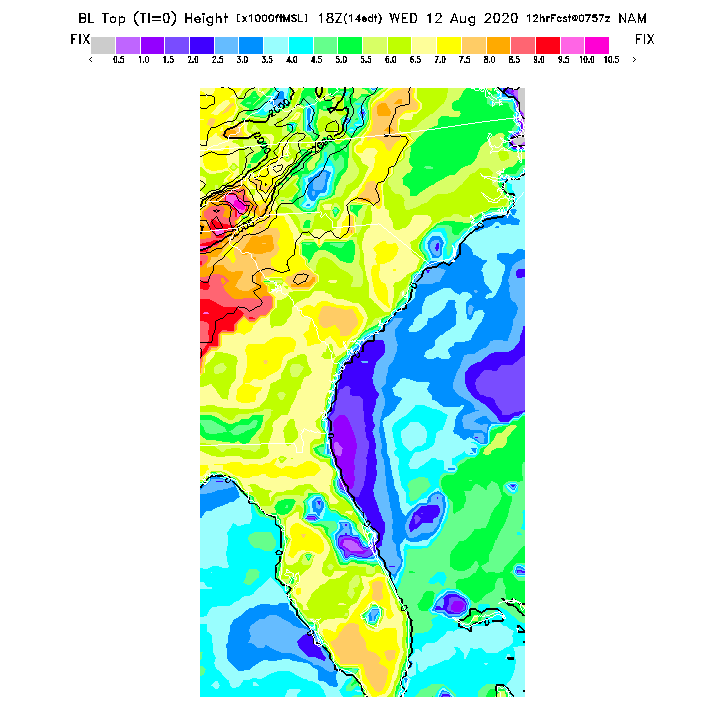 BL Top (TI=0) Height [x1000ftMSL] 18Z(14edt) WED 12 Aug 2020 12hrFcst@0757z NAM
FIX FIX
< 0.5 1.0 1.5 2.0 2.5 3.0 3.5 4.0 4.5 5.0 5.5 6.0 6.5 7.0 7.5 8.0 8.5 9.0 9.5 10.0 10.5 >
2000
2000